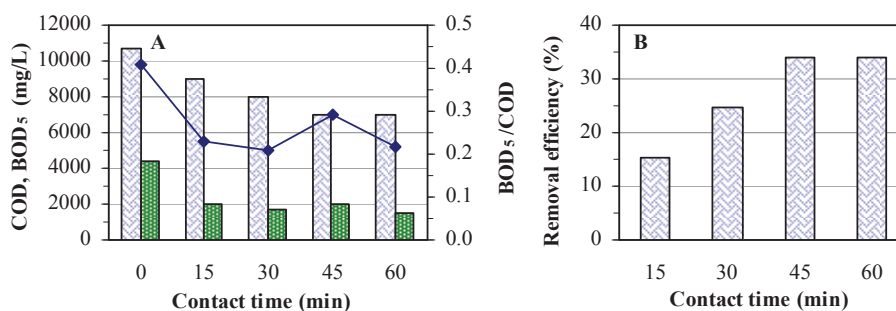 A
COD, BOD₅ (mg/L)
12000
10000
8000
6000
4000
2000
0
0.5
0.4
0.3
0.2
0.1
0.0
BOD₅/COD
0 15 30 45 60
Contact time (min)
B
Removal efficiency (%)
40
30
20
10
0
15 30 45 60
Contact time (min)